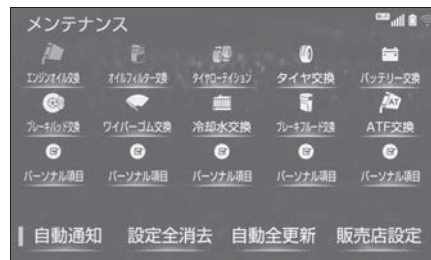 メンテナンス
エンジンオイル交換 オイルフィルター交換 タイヤローテイション タイヤ交換 バッテリー交換
ブレーキパッド交換 ワイパーゴム交換 冷却水交換 ブレーキフルード交換 ATF交換
パーソナル項目 パーソナル項目 パーソナル項目 パーソナル項目 パーソナル項目
自動通知 設定全消去 自動全更新 販売店設定